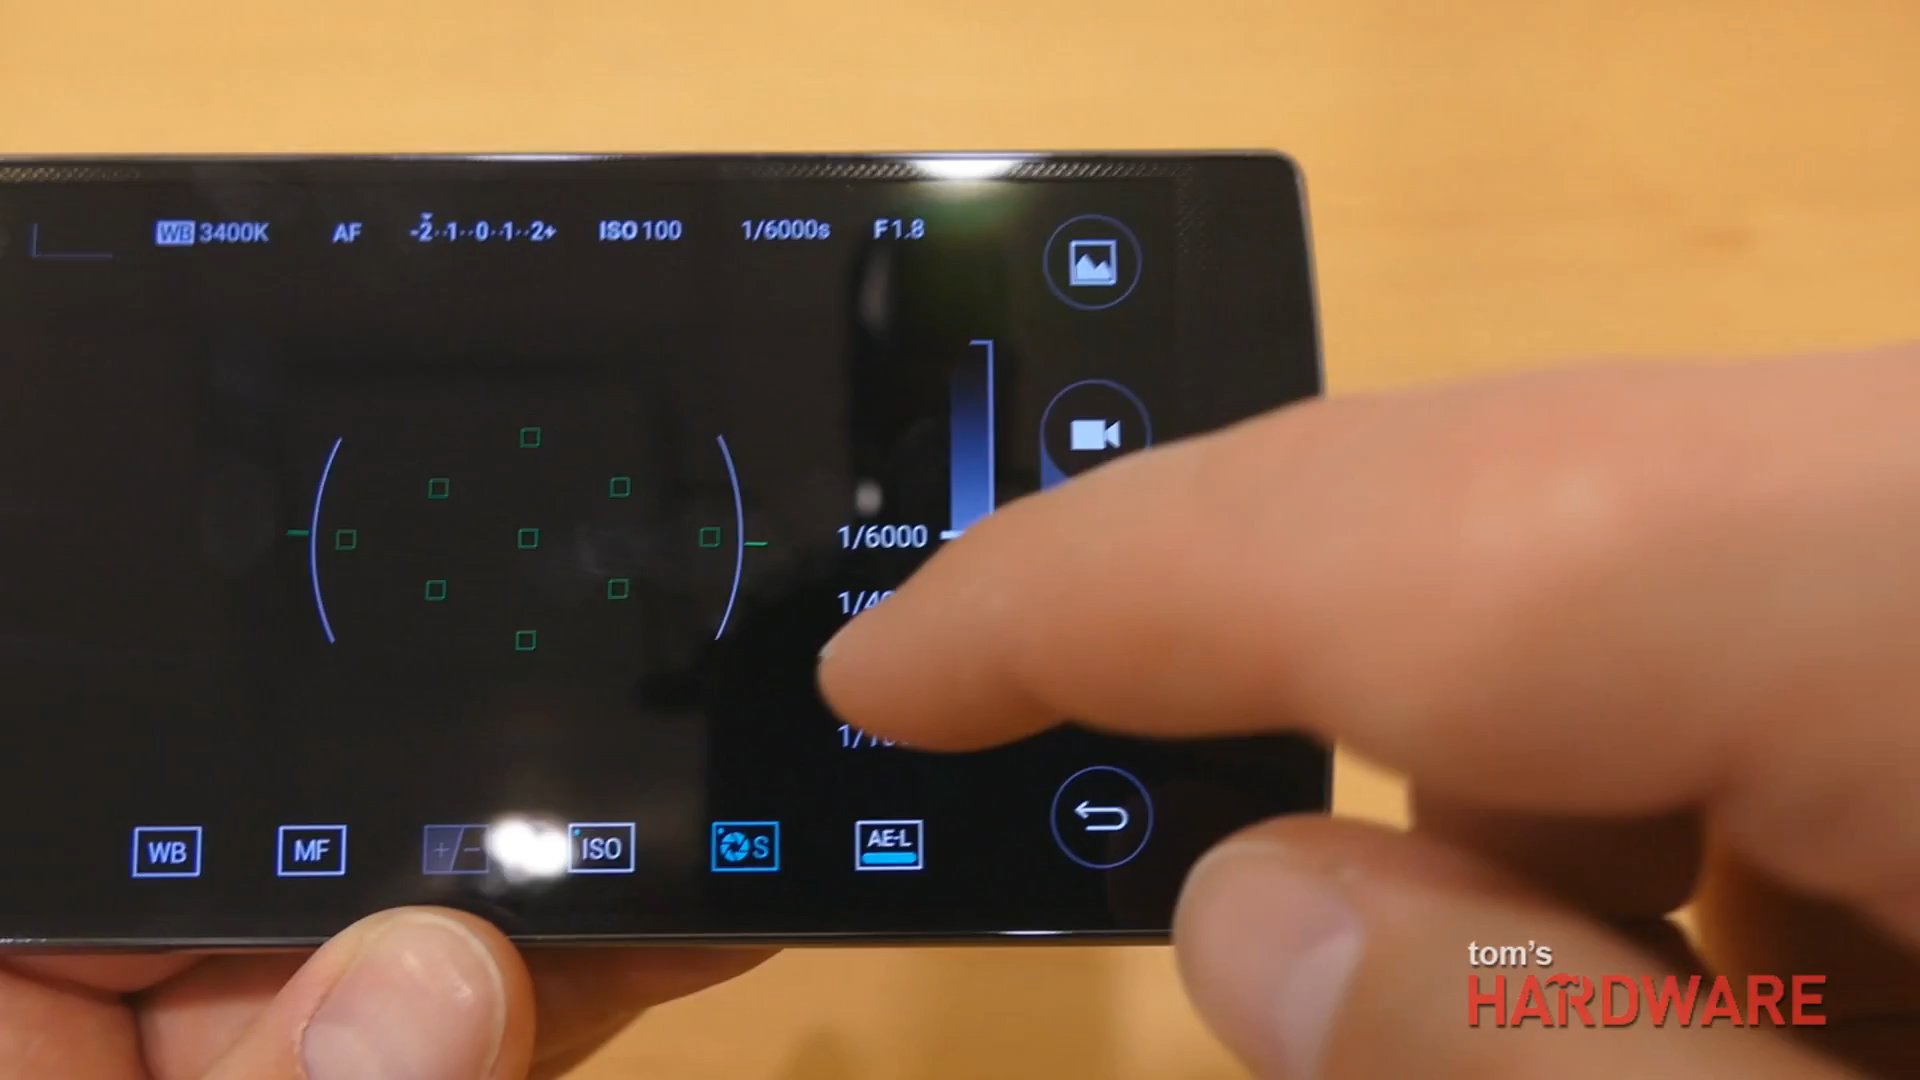 WB 3400K AF -2··1··0··1··2+ ISO 100 1/6000s F1.8
1/6000
WB MF +/- ISO S AE-L
tom's
HARDWARE